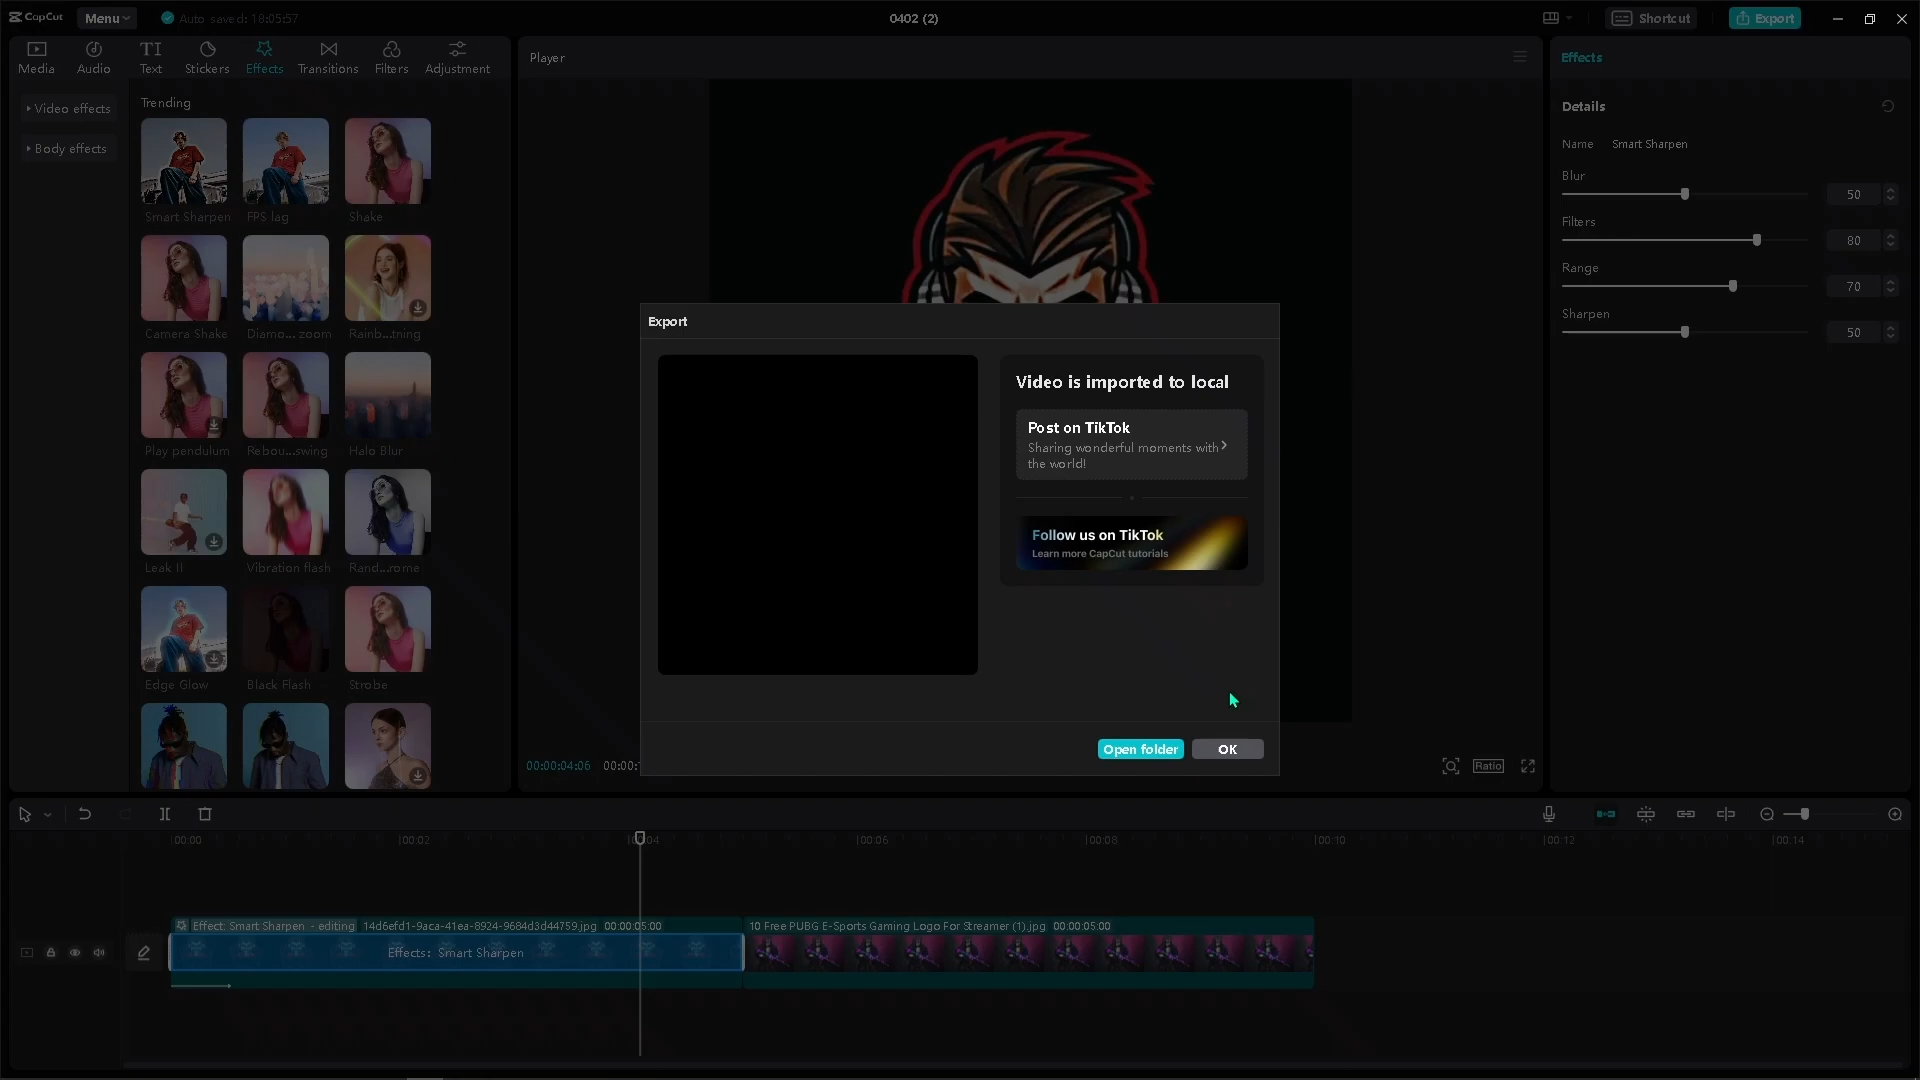 CapCut
Menu
Auto saved: 18:05:57
0402 (2)
Shortcut
Export
Media
Audio
TI
Text
Stickers
Effects
Transitions
Filters
Adjustment
Video effects
Body effects
Trending
Smart Sharpen
FPS lag
Shake
Camera Shake
Diamo... zoom
Rainb...tning
Play pendulum
Rebou...swing
Halo Blur
Leak II
Vibration flash
Rand...rome
Edge Glow
Black Flash
Strobe
Player
00:00:04:06
00:00:
Ratio
Export
Video is imported to local
Post on TikTok
Sharing wonderful moments with
the world!
Follow us on TikTok
Learn more CapCut tutorials
Open folder
OK
Effects
Details
Name Smart Sharpen
Blur
50
Filters
80
Range
70
Sharpen
50
00:00
00:02
00:04
00:06
00:08
00:10
00:12
00:14
Effect: Smart Sharpen - editing 14d6efd1-9aca-41ea-8924-9684d3d44759.jpg 00:00:05:00
10 Free PUBG E-Sports Gaming Logo For Streamer (1).jpg 00:00:05:00
Effects: Smart Sharpen